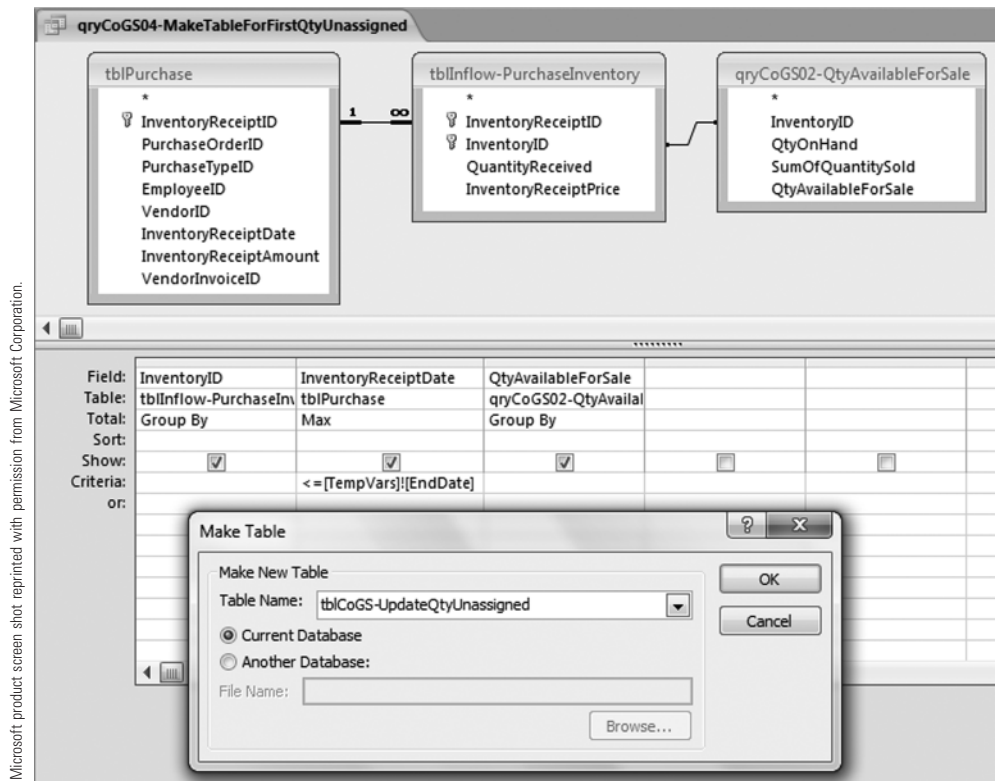 Microsoft product screen shot reprinted with permission from Microsoft Corporation.
qryCoGS04-MakeTableForFirstQtyUnassigned
tblPurchase
*
InventoryReceiptID
PurchaseOrderID
PurchaseTypeID
EmployeeID
VendorID
InventoryReceiptDate
InventoryReceiptAmount
VendorInvoiceID
1 ∞
tblInflow-PurchaseInventory
*
InventoryReceiptID
InventoryID
QuantityReceived
InventoryReceiptPrice
qryCoGS02-QtyAvailableForSale
*
InventoryID
QtyOnHand
SumOfQuantitySold
QtyAvailableForSale
Field: InventoryID InventoryReceiptDate QtyAvailableForSale
Table: tblInflow-PurchaseInv tblPurchase qryCoGS02-QtyAvailal
Total: Group By Max Group By
Sort:
Show:
Criteria: <=[TempVars]![EndDate]
or:
Make Table
Make New Table
Table Name: tblCoGS-UpdateQtyUnassigned
Current Database
Another Database:
File Name:
Browse...
OK
Cancel